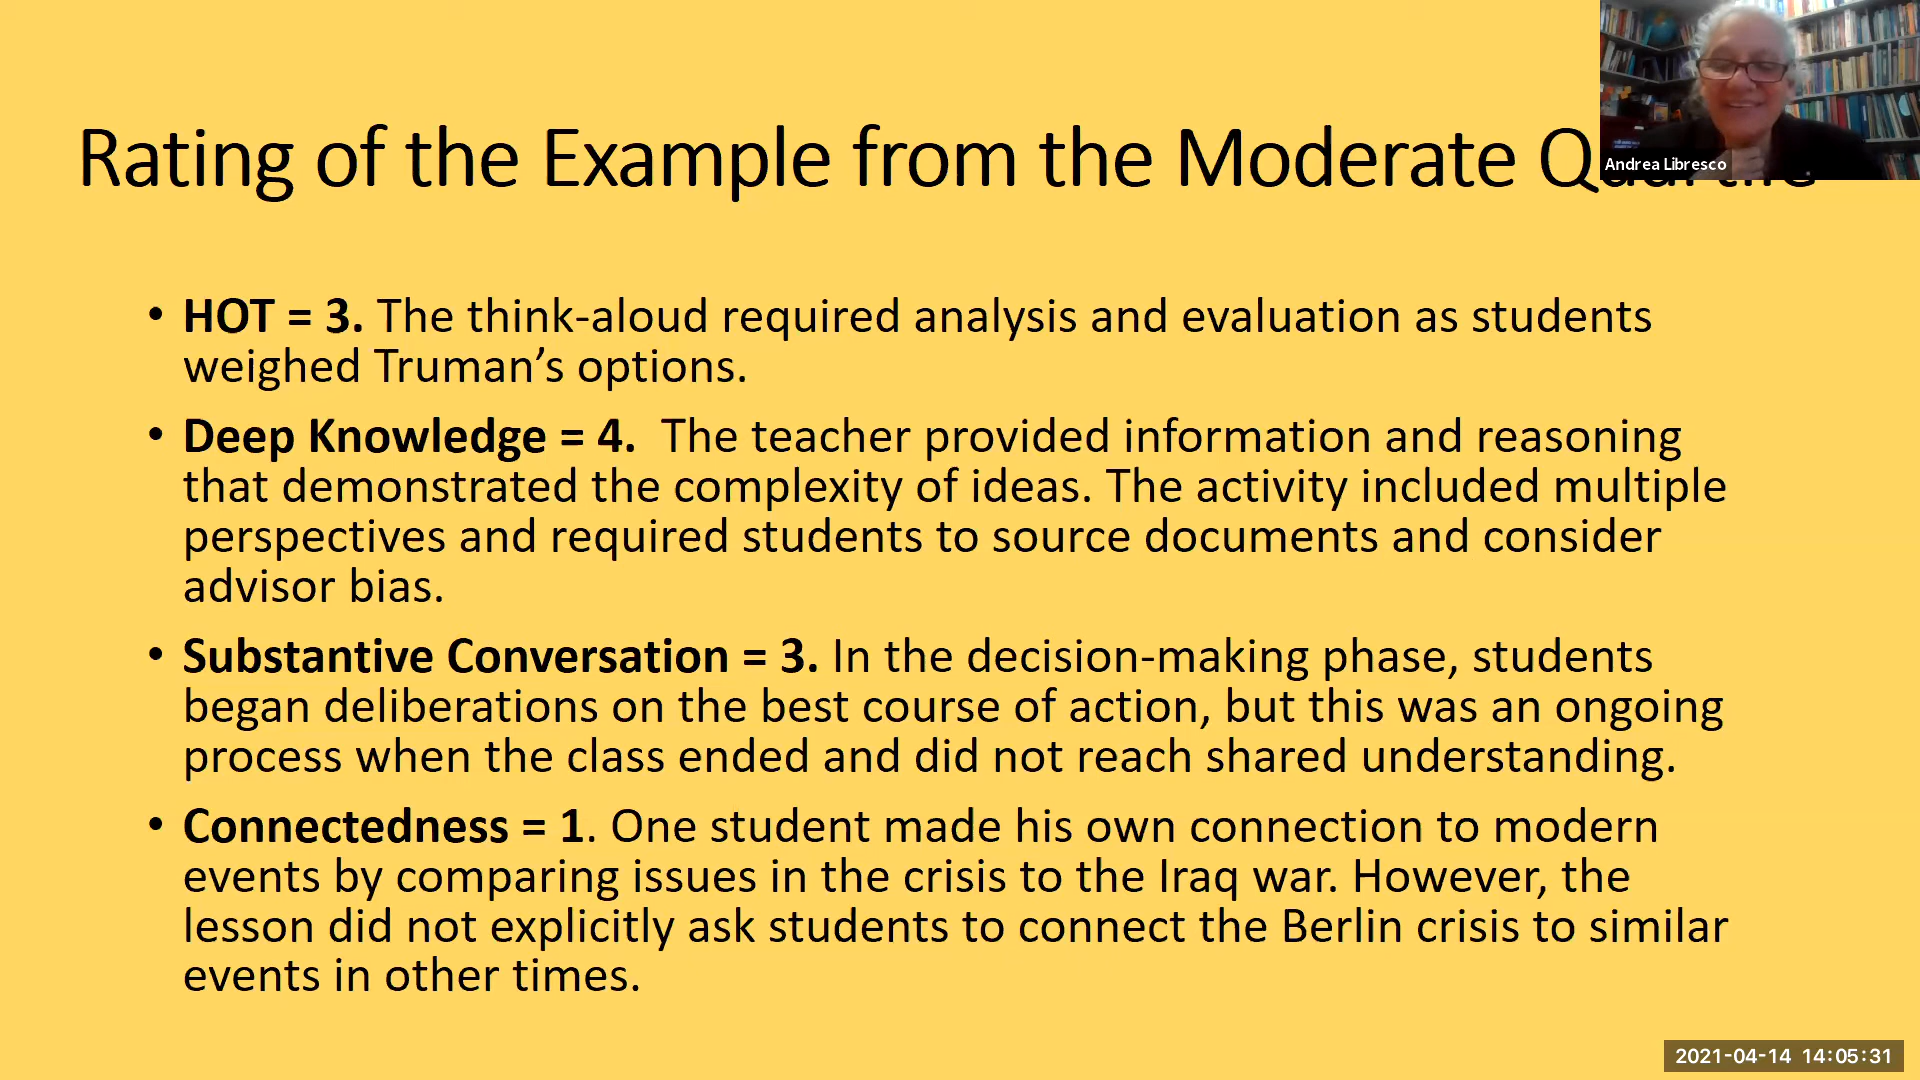 Rating of the Example from the Moderate
Andrea Libresco
• HOT = 3. The think-aloud required analysis and evaluation as students
weighed Truman’s options.
• Deep Knowledge = 4.  The teacher provided information and reasoning
that demonstrated the complexity of ideas. The activity included multiple
perspectives and required students to source documents and consider
advisor bias.
• Substantive Conversation = 3. In the decision-making phase, students
began deliberations on the best course of action, but this was an ongoing
process when the class ended and did not reach shared understanding.
• Connectedness = 1. One student made his own connection to modern
events by comparing issues in the crisis to the Iraq war. However, the
lesson did not explicitly ask students to connect the Berlin crisis to similar
events in other times.
2021-04-14 14:05:31